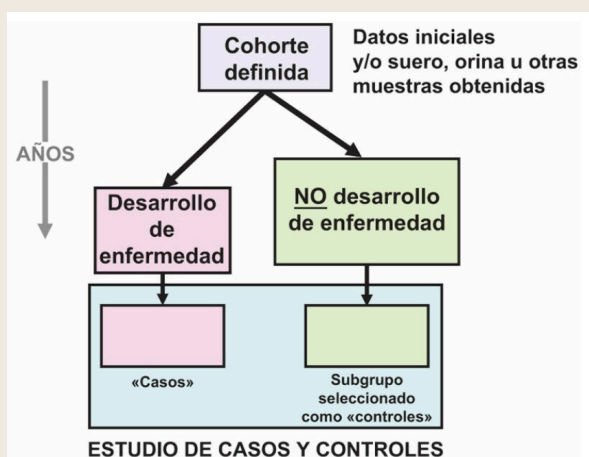 Cohorte
definida
Datos iniciales
y/o suero, orina u otras
muestras obtenidas
AÑOS
Desarrollo
de
enfermedad
NO desarrollo
de enfermedad
«Casos»
Subgrupo
seleccionado
como «controles»
ESTUDIO DE CASOS Y CONTROLES